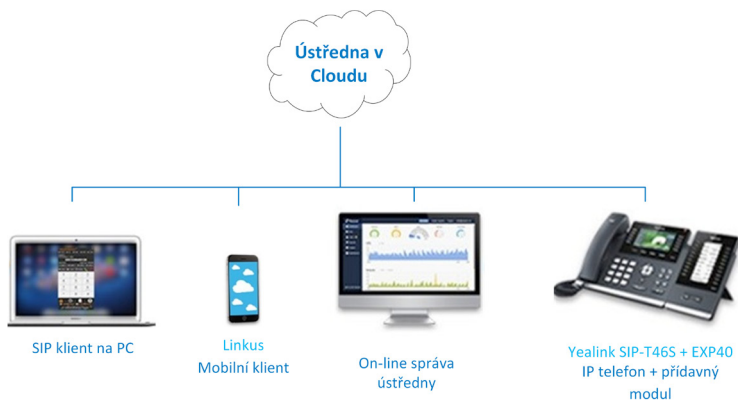 Ústředna v
Cloudu
SIP klient na PC
Linkus
Mobilní klient
On-line správa
ústředny
Yealink SIP-T46S + EXP40
IP telefon + přídavný
modul